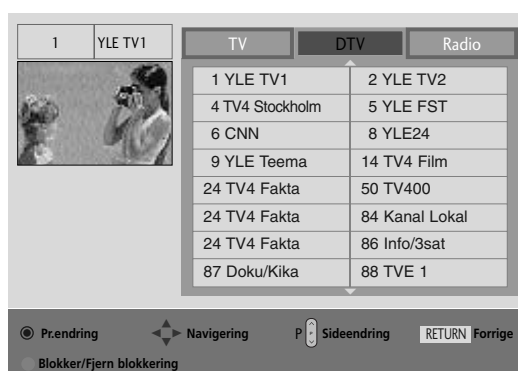 1 YLE TV1
TV DTV Radio
1 YLE TV1 2 YLE TV2
4 TV4 Stockholm 5 YLE FST
6 CNN 8 YLE24
9 YLE Teema 14 TV4 Film
24 TV4 Fakta 50 TV400
24 TV4 Fakta 84 Kanal Lokal
24 TV4 Fakta 86 Info/3sat
87 Doku/Kika 88 TVE 1
Pr.endring Navigering P Sideendring RETURN Forrige
Blokker/Fjern blokkering